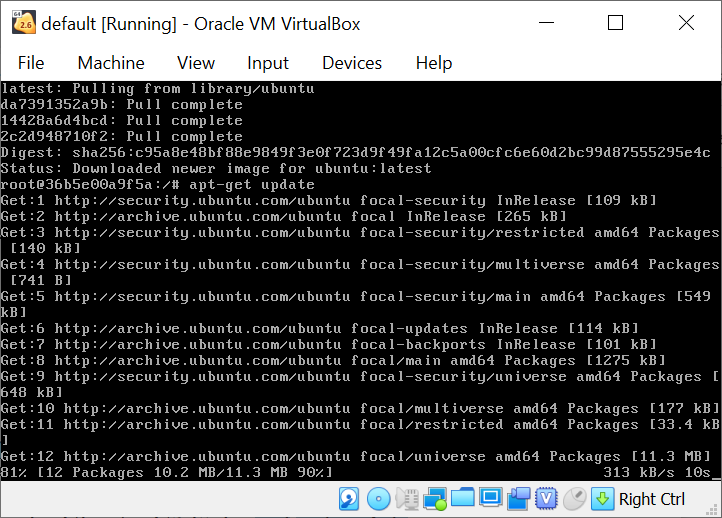 64
2.6
default [Running] - Oracle VM VirtualBox
File Machine View Input Devices Help
latest: Pulling from library/ubuntu
da7391352a9b: Pull complete
14428a6d4bcd: Pull complete
2c2d948710f2: Pull complete
Digest: sha256:c95a8e48bf88e9849f3e0f723d9f49fa12c5a00cfc6e60d2bc99d87555295e4c
Status: Downloaded newer image for ubuntu:latest
root@36b5e00a9f5a:/# apt-get update
Get:1 http://security.ubuntu.com/ubuntu focal-security InRelease [109 kB]
Get:2 http://archive.ubuntu.com/ubuntu focal InRelease [265 kB]
Get:3 http://security.ubuntu.com/ubuntu focal-security/restricted amd64 Packages
 [140 kB]
Get:4 http://security.ubuntu.com/ubuntu focal-security/multiverse amd64 Packages
 [741 B]
Get:5 http://security.ubuntu.com/ubuntu focal-security/main amd64 Packages [549
kB]
Get:6 http://archive.ubuntu.com/ubuntu focal-updates InRelease [114 kB]
Get:7 http://archive.ubuntu.com/ubuntu focal-backports InRelease [101 kB]
Get:8 http://archive.ubuntu.com/ubuntu focal/main amd64 Packages [1275 kB]
Get:9 http://security.ubuntu.com/ubuntu focal-security/universe amd64 Packages [
648 kB]
Get:10 http://archive.ubuntu.com/ubuntu focal/multiverse amd64 Packages [177 kB]
Get:11 http://archive.ubuntu.com/ubuntu focal/restricted amd64 Packages [33.4 kB
]
Get:12 http://archive.ubuntu.com/ubuntu focal/universe amd64 Packages [11.3 MB]
81% [12 Packages 10.2 MB/11.3 MB 90%] 313 kB/s 10s_
Right Ctrl